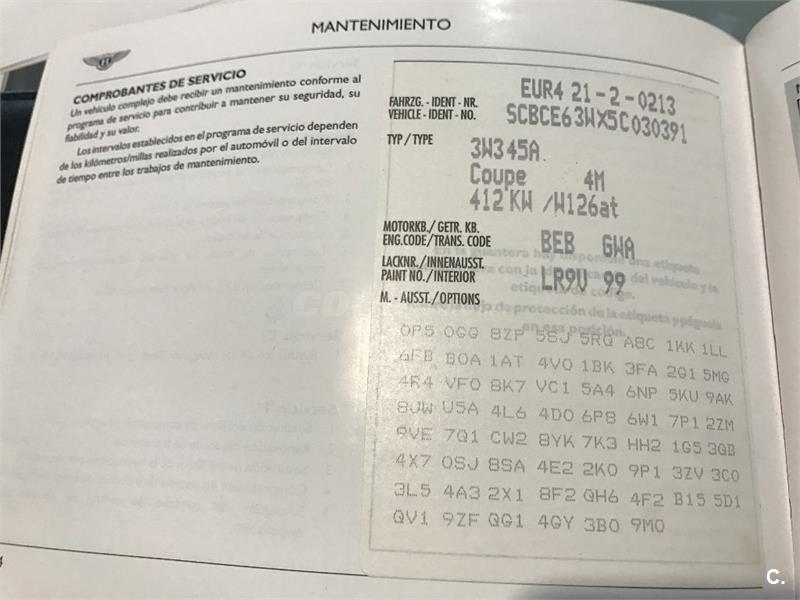 MANTENIMIENTO
COMPROBANTES DE SERVICIO
Un vehículo complejo debe recibir un mantenimiento conforme al
programa de servicio para contribuir a mantener su seguridad, su
fiabilidad y su valor.
Los intervalos establecidos en el programa de servicio dependen
de los kilómetros/millas realizados por el automóvil o del intervalo
de tiempo entre los trabajos de mantenimiento.
EUR4 21-2-0213
FAHRZG. - IDENT - NR.
VEHICLE - IDENT - NO. SCBCE63WX5C030391
TYP / TYPE 3W345A
Coupe 4M
412 KW /W126at
MOTORKB./ GETR. KB.
ENG.CODE/TRANS. CODE BEB GWA
LACKNR./INNENAUSST.
PAINT NO./INTERIOR LR9U 99
M. - AUSST./OPTIONS
0P5 0GG 8ZP 5SJ 5RQ A8C 1KK 1LL
6FB B0A 1AT 4V0 1BK 3FA 2G1 5MG
4R4 VF0 8K7 VC1 5A4 6NP 5KU 9AK
8JW U5A 4L6 4D0 6P8 6W1 7P1 2ZM
9VE 7Q1 CW2 8YK 7K3 HH2 1G5 3QB
4X7 0SJ 8SA 4E2 2K0 9P1 3ZV 3C0
3L5 4A3 2X1 8F2 QH6 4F2 B15 5D1
QV1 9ZF QG1 4GY 3B0 9M0
C.